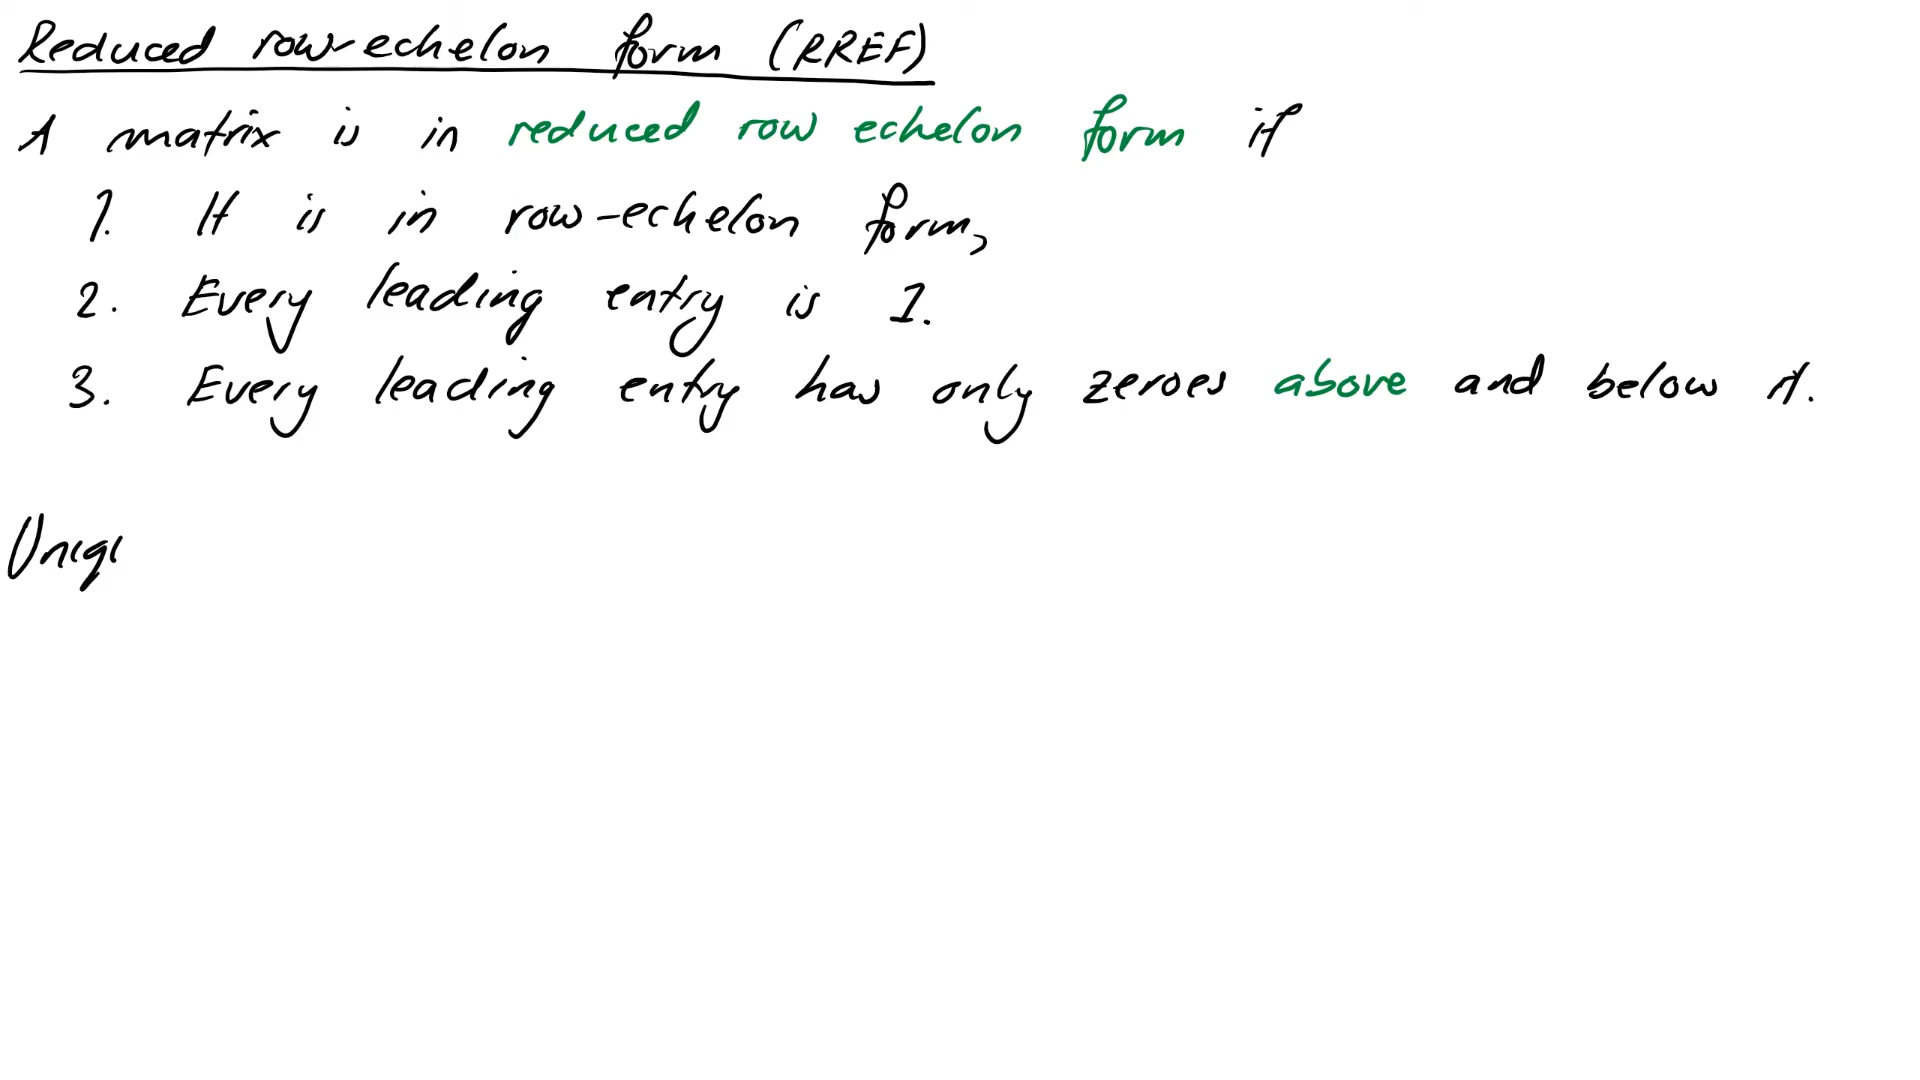 Reduced row-echelon form (RREF)
A matrix is in reduced row echelon form if
1. It is in row-echelon form,
2. Every leading entry is 1.
3. Every leading entry has only zeroes above and below it.
Uniqu